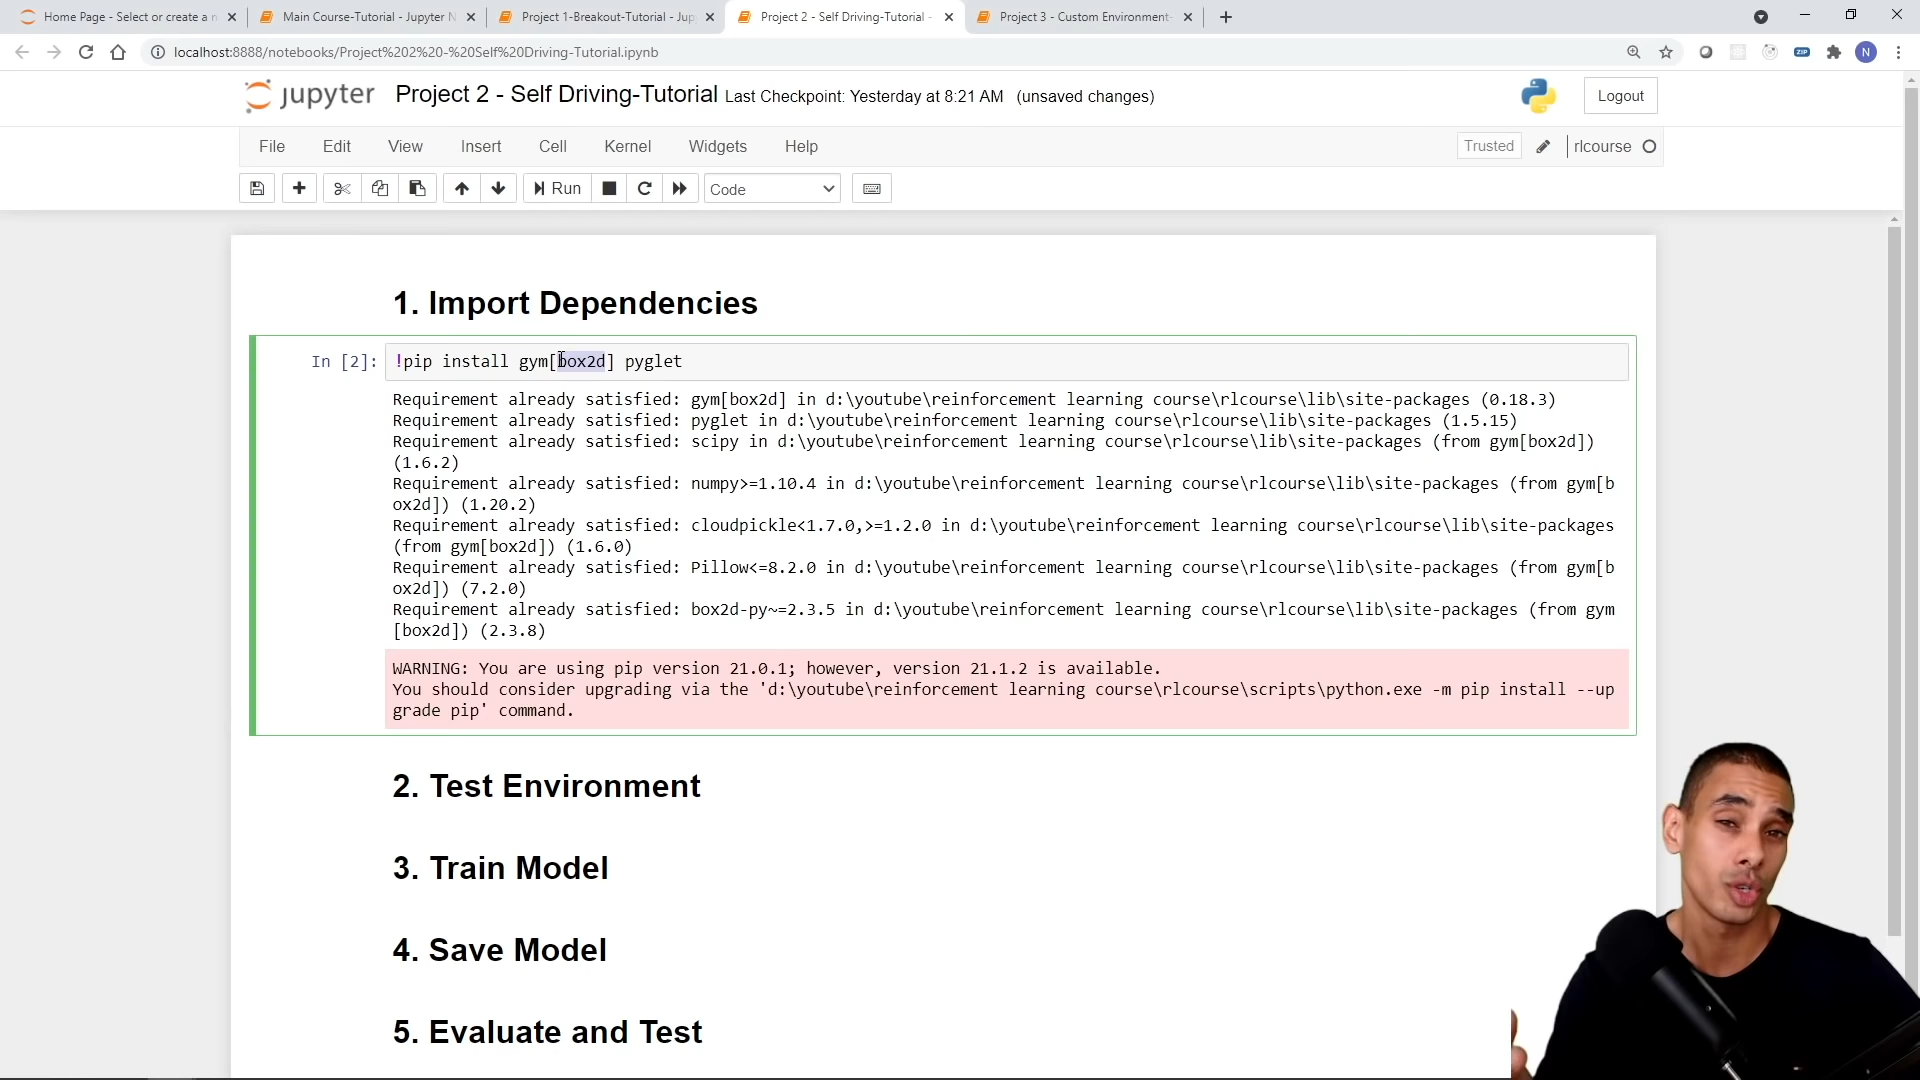 Home Page - Select or create a n
Main Course-Tutorial - Jupyter N
Project 1-Breakout-Tutorial - Jup
Project 2 - Self Driving-Tutorial -
Project 3 - Custom Environment-
localhost:8888/notebooks/Project%202%20-%20Self%20Driving-Tutorial.ipynb
ZIP
N
jupyter Project 2 - Self Driving-Tutorial Last Checkpoint: Yesterday at 8:21 AM (unsaved changes)
Logout
File Edit View Insert Cell Kernel Widgets Help
Trusted rlcourse
Run Code
1. Import Dependencies
In [2]: !pip install gym[box2d] pyglet
Requirement already satisfied: gym[box2d] in d:\youtube\reinforcement learning course\rlcourse\lib\site-packages (0.18.3)
Requirement already satisfied: pyglet in d:\youtube\reinforcement learning course\rlcourse\lib\site-packages (1.5.15)
Requirement already satisfied: scipy in d:\youtube\reinforcement learning course\rlcourse\lib\site-packages (from gym[box2d])
(1.6.2)
Requirement already satisfied: numpy>=1.10.4 in d:\youtube\reinforcement learning course\rlcourse\lib\site-packages (from gym[b
ox2d]) (1.20.2)
Requirement already satisfied: cloudpickle<1.7.0,>=1.2.0 in d:\youtube\reinforcement learning course\rlcourse\lib\site-packages
(from gym[box2d]) (1.6.0)
Requirement already satisfied: Pillow<=8.2.0 in d:\youtube\reinforcement learning course\rlcourse\lib\site-packages (from gym[b
ox2d]) (7.2.0)
Requirement already satisfied: box2d-py~=2.3.5 in d:\youtube\reinforcement learning course\rlcourse\lib\site-packages (from gym
[box2d]) (2.3.8)
WARNING: You are using pip version 21.0.1; however, version 21.1.2 is available.
You should consider upgrading via the 'd:\youtube\reinforcement learning course\rlcourse\scripts\python.exe -m pip install --up
grade pip' command.
2. Test Environment
3. Train Model
4. Save Model
5. Evaluate and Test